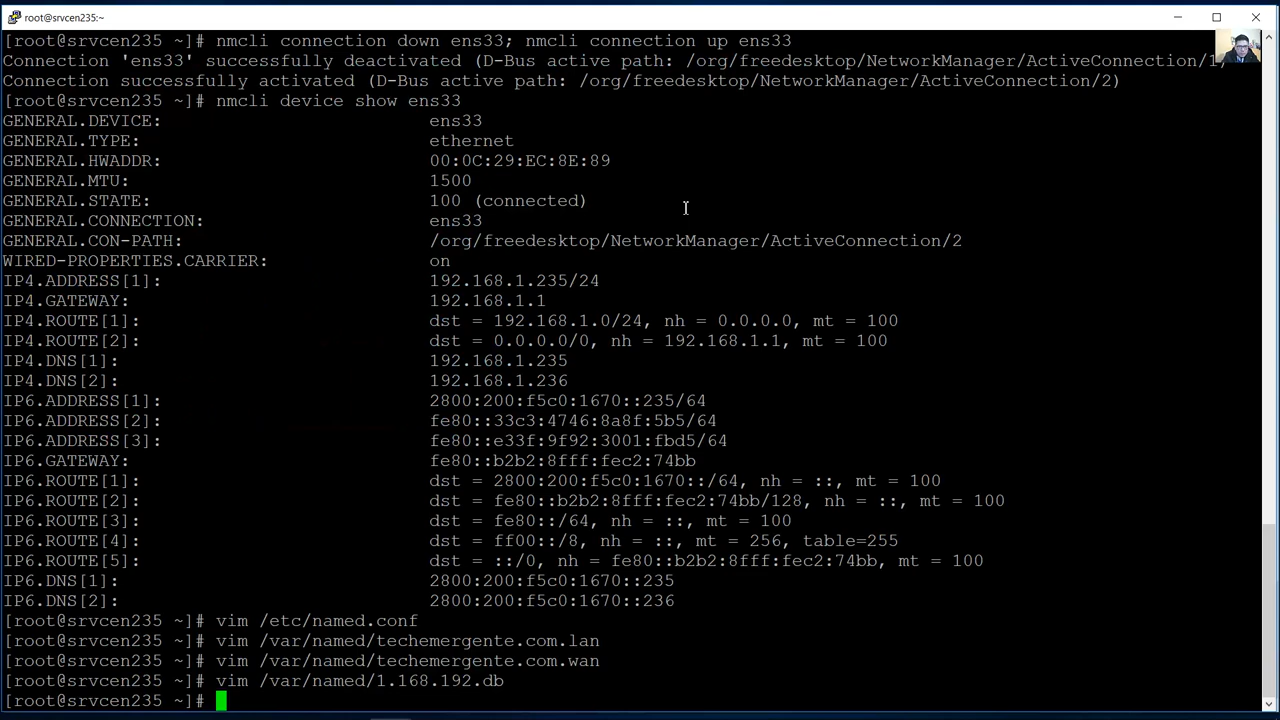 root@srvcen235:~
[root@srvcen235 ~]# nmcli connection down ens33; nmcli connection up ens33
Connection 'ens33' successfully deactivated (D-Bus active path: /org/freedesktop/NetworkManager/ActiveConnection/1)
Connection successfully activated (D-Bus active path: /org/freedesktop/NetworkManager/ActiveConnection/2)
[root@srvcen235 ~]# nmcli device show ens33
GENERAL.DEVICE: ens33
GENERAL.TYPE: ethernet
GENERAL.HWADDR: 00:0C:29:EC:8E:89
GENERAL.MTU: 1500
GENERAL.STATE: 100 (connected)
GENERAL.CONNECTION: ens33
GENERAL.CON-PATH: /org/freedesktop/NetworkManager/ActiveConnection/2
WIRED-PROPERTIES.CARRIER: on
IP4.ADDRESS[1]: 192.168.1.235/24
IP4.GATEWAY: 192.168.1.1
IP4.ROUTE[1]: dst = 192.168.1.0/24, nh = 0.0.0.0, mt = 100
IP4.ROUTE[2]: dst = 0.0.0.0/0, nh = 192.168.1.1, mt = 100
IP4.DNS[1]: 192.168.1.235
IP4.DNS[2]: 192.168.1.236
IP6.ADDRESS[1]: 2800:200:f5c0:1670::235/64
IP6.ADDRESS[2]: fe80::33c3:4746:8a8f:5b5/64
IP6.ADDRESS[3]: fe80::e33f:9f92:3001:fbd5/64
IP6.GATEWAY: fe80::b2b2:8fff:fec2:74bb
IP6.ROUTE[1]: dst = 2800:200:f5c0:1670::/64, nh = ::, mt = 100
IP6.ROUTE[2]: dst = fe80::b2b2:8fff:fec2:74bb/128, nh = ::, mt = 100
IP6.ROUTE[3]: dst = fe80::/64, nh = ::, mt = 100
IP6.ROUTE[4]: dst = ff00::/8, nh = ::, mt = 256, table=255
IP6.ROUTE[5]: dst = ::/0, nh = fe80::b2b2:8fff:fec2:74bb, mt = 100
IP6.DNS[1]: 2800:200:f5c0:1670::235
IP6.DNS[2]: 2800:200:f5c0:1670::236
[root@srvcen235 ~]# vim /etc/named.conf
[root@srvcen235 ~]# vim /var/named/techemergente.com.lan
[root@srvcen235 ~]# vim /var/named/techemergente.com.wan
[root@srvcen235 ~]# vim /var/named/1.168.192.db
[root@srvcen235 ~]#